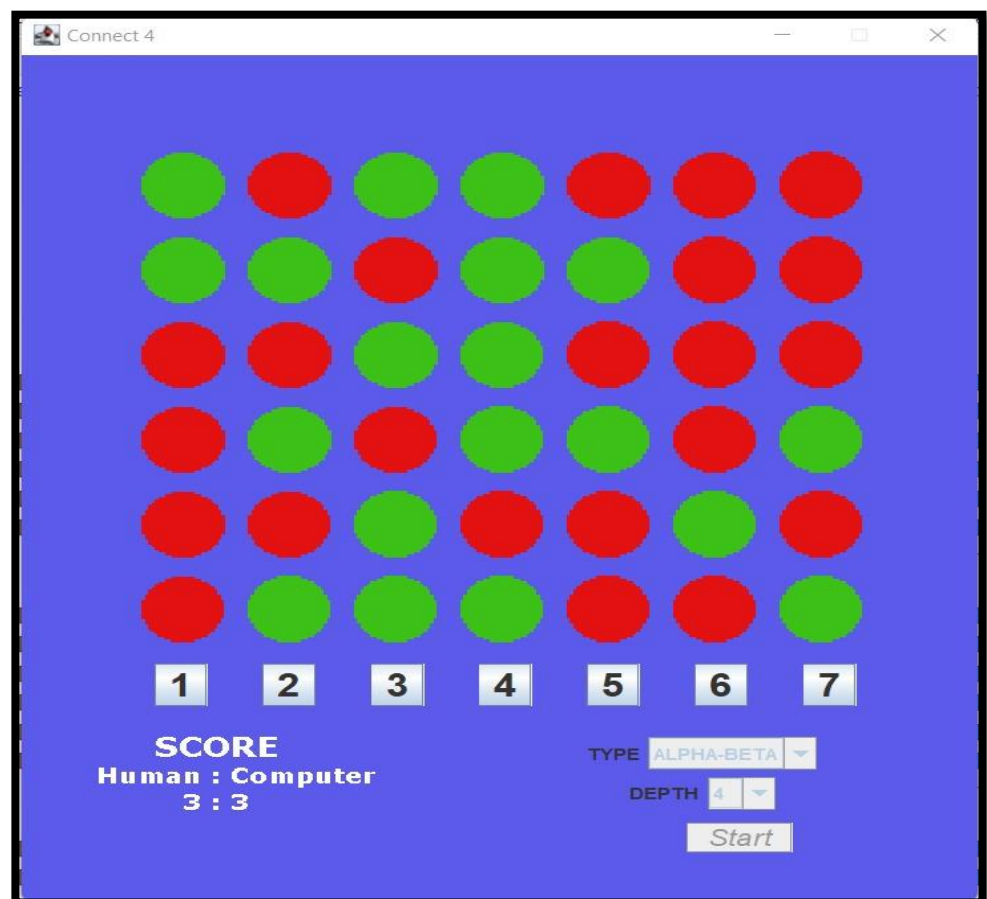 Connect 4
1 2 3 4 5 6 7
SCORE
Human : Computer
3 : 3
TYPE ALPHA-BETA
DEPTH 4
Start